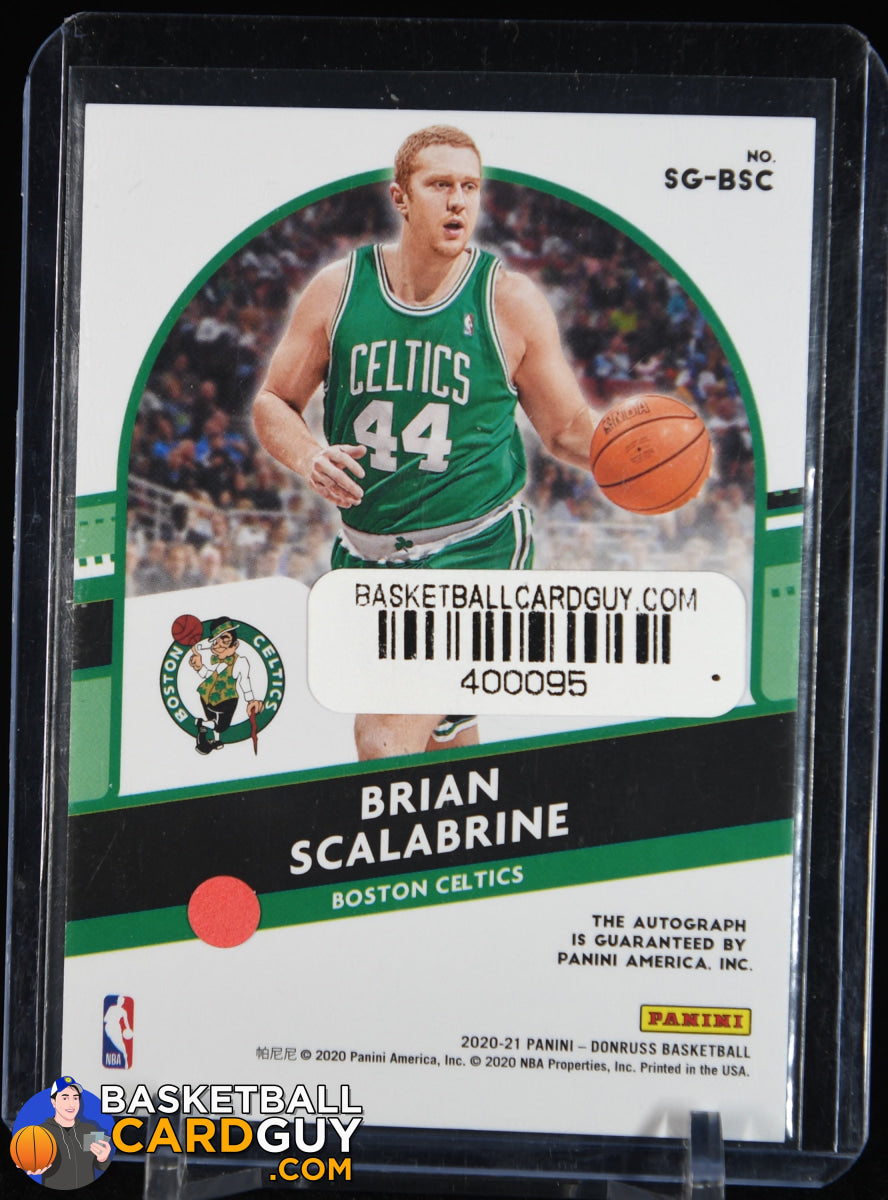 NO.
SG-BSC
CELTICS
44
NBA
BASKETBALLCARDGUY.COM
400095
BOSTON CELTICS
BRIAN
SCALABRINE
BOSTON CELTICS
THE AUTOGRAPH
IS GUARANTEED BY
PANINI AMERICA, INC.
NBA
PANINI
2020-21 PANINI – DONRUSS BASKETBALL
帕尼尼 © 2020 Panini America, Inc. © 2020 NBA Properties, Inc. Printed in the USA.
BASKETBALL
CARDGUY
.COM